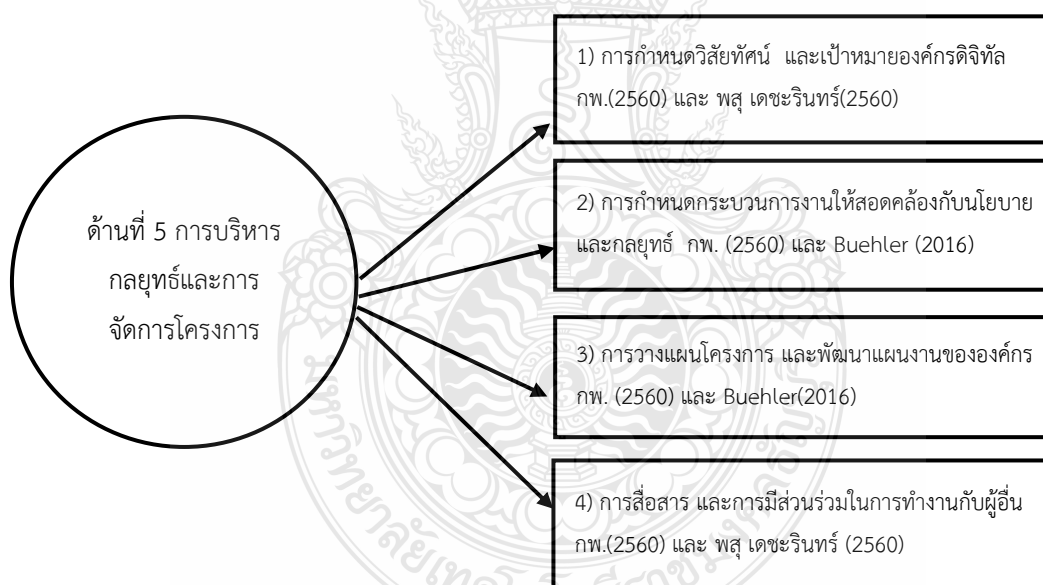 ด้านที่ 5 การบริหาร
กลยุทธ์และการ
จัดการโครงการ
1) การกำหนดวิสัยทัศน์ และเป้าหมายองค์กรดิจิทัล
กพ.(2560) และ พสุ เดชะรินทร์(2560)
2) การกำหนดกระบวนการงานให้สอดคล้องกับนโยบาย
และกลยุทธ์ กพ. (2560) และ Buehler (2016)
3) การวางแผนโครงการ และพัฒนาแผนงานขององค์กร
กพ. (2560) และ Buehler(2016)
4) การสื่อสาร และการมีส่วนร่วมในการทำงานกับผู้อื่น
กพ.(2560) และ พสุ เดชะรินทร์ (2560)